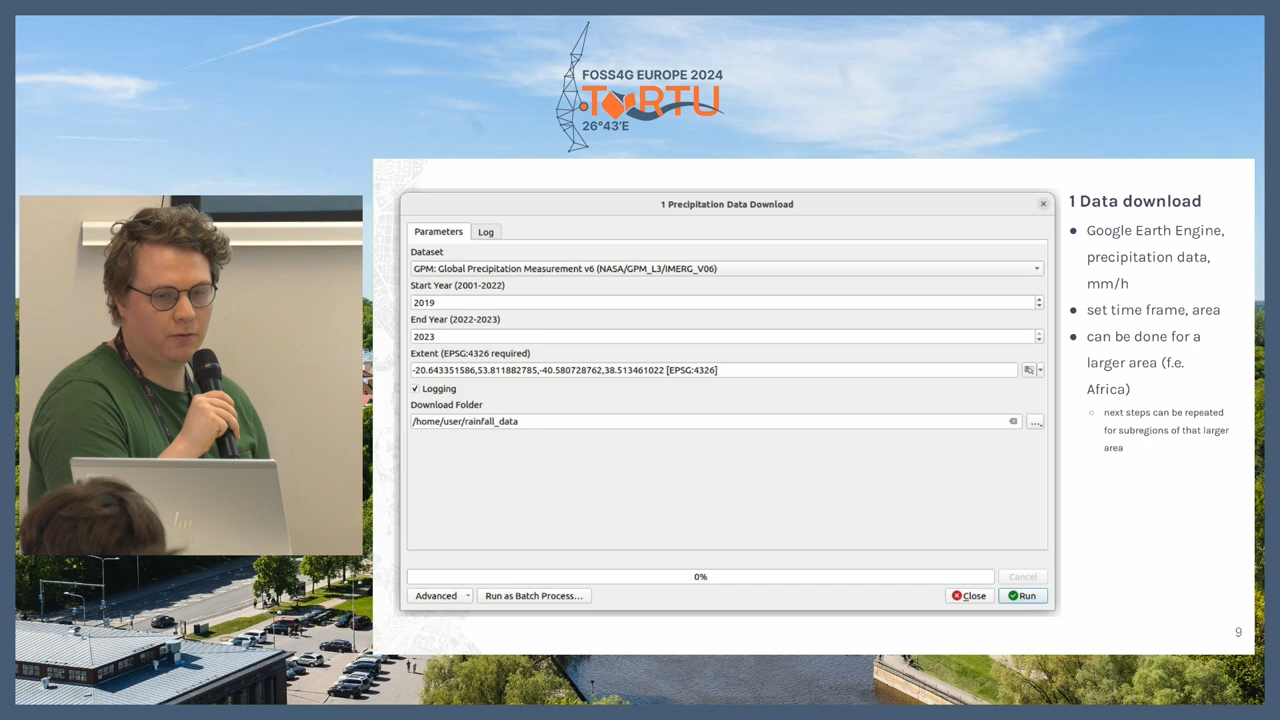 FOSS4G EUROPE 2024
TARTU
26°43'E
1 Precipitation Data Download
Parameters
Log
Dataset
GPM: Global Precipitation Measurement v6 (NASA/GPM_L3/IMERG_V06)
Start Year (2001-2022)
2019
End Year (2022-2023)
2023
Extent (EPSG:4326 required)
-20.643351586,53.811882785,-40.580728762,38.513461022 [EPSG:4326]
Logging
Download Folder
/home/user/rainfall_data
...
0%
Cancel
Advanced
Run as Batch Process...
Close
Run
1 Data download
● Google Earth Engine,
precipitation data,
mm/h
● set time frame, area
● can be done for a
larger area (f.e.
Africa)
○ next steps can be repeated
for subregions of that larger
area
9
hp